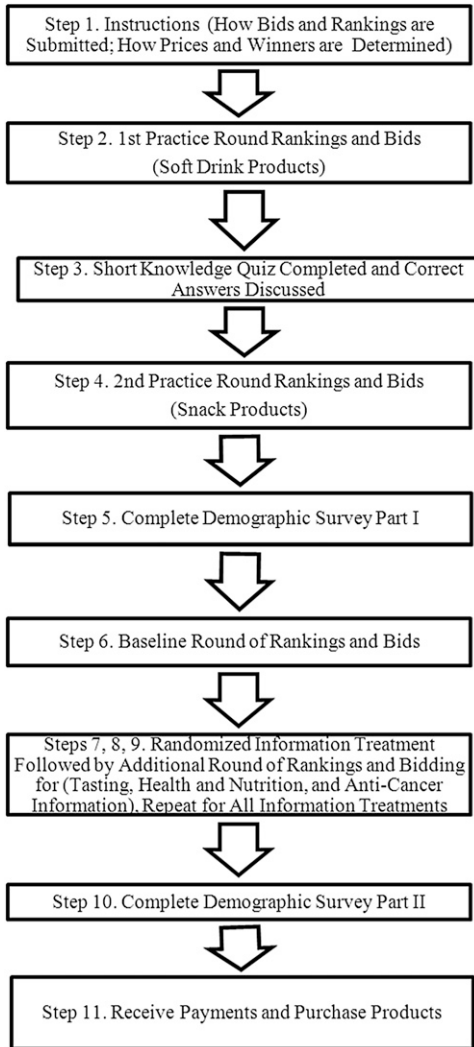 Step 1. Instructions (How Bids and Rankings are
Submitted; How Prices and Winners are Determined)
Step 2. 1st Practice Round Rankings and Bids
(Soft Drink Products)
Step 3. Short Knowledge Quiz Completed and Correct
Answers Discussed
Step 4. 2nd Practice Round Rankings and Bids
(Snack Products)
Step 5. Complete Demographic Survey Part I
Step 6. Baseline Round of Rankings and Bids
Steps 7, 8, 9. Randomized Information Treatment
Followed by Additional Round of Rankings and Bidding
for (Tasting, Health and Nutrition, and Anti-Cancer
Information), Repeat for All Information Treatments
Step 10. Complete Demographic Survey Part II
Step 11. Receive Payments and Purchase Products